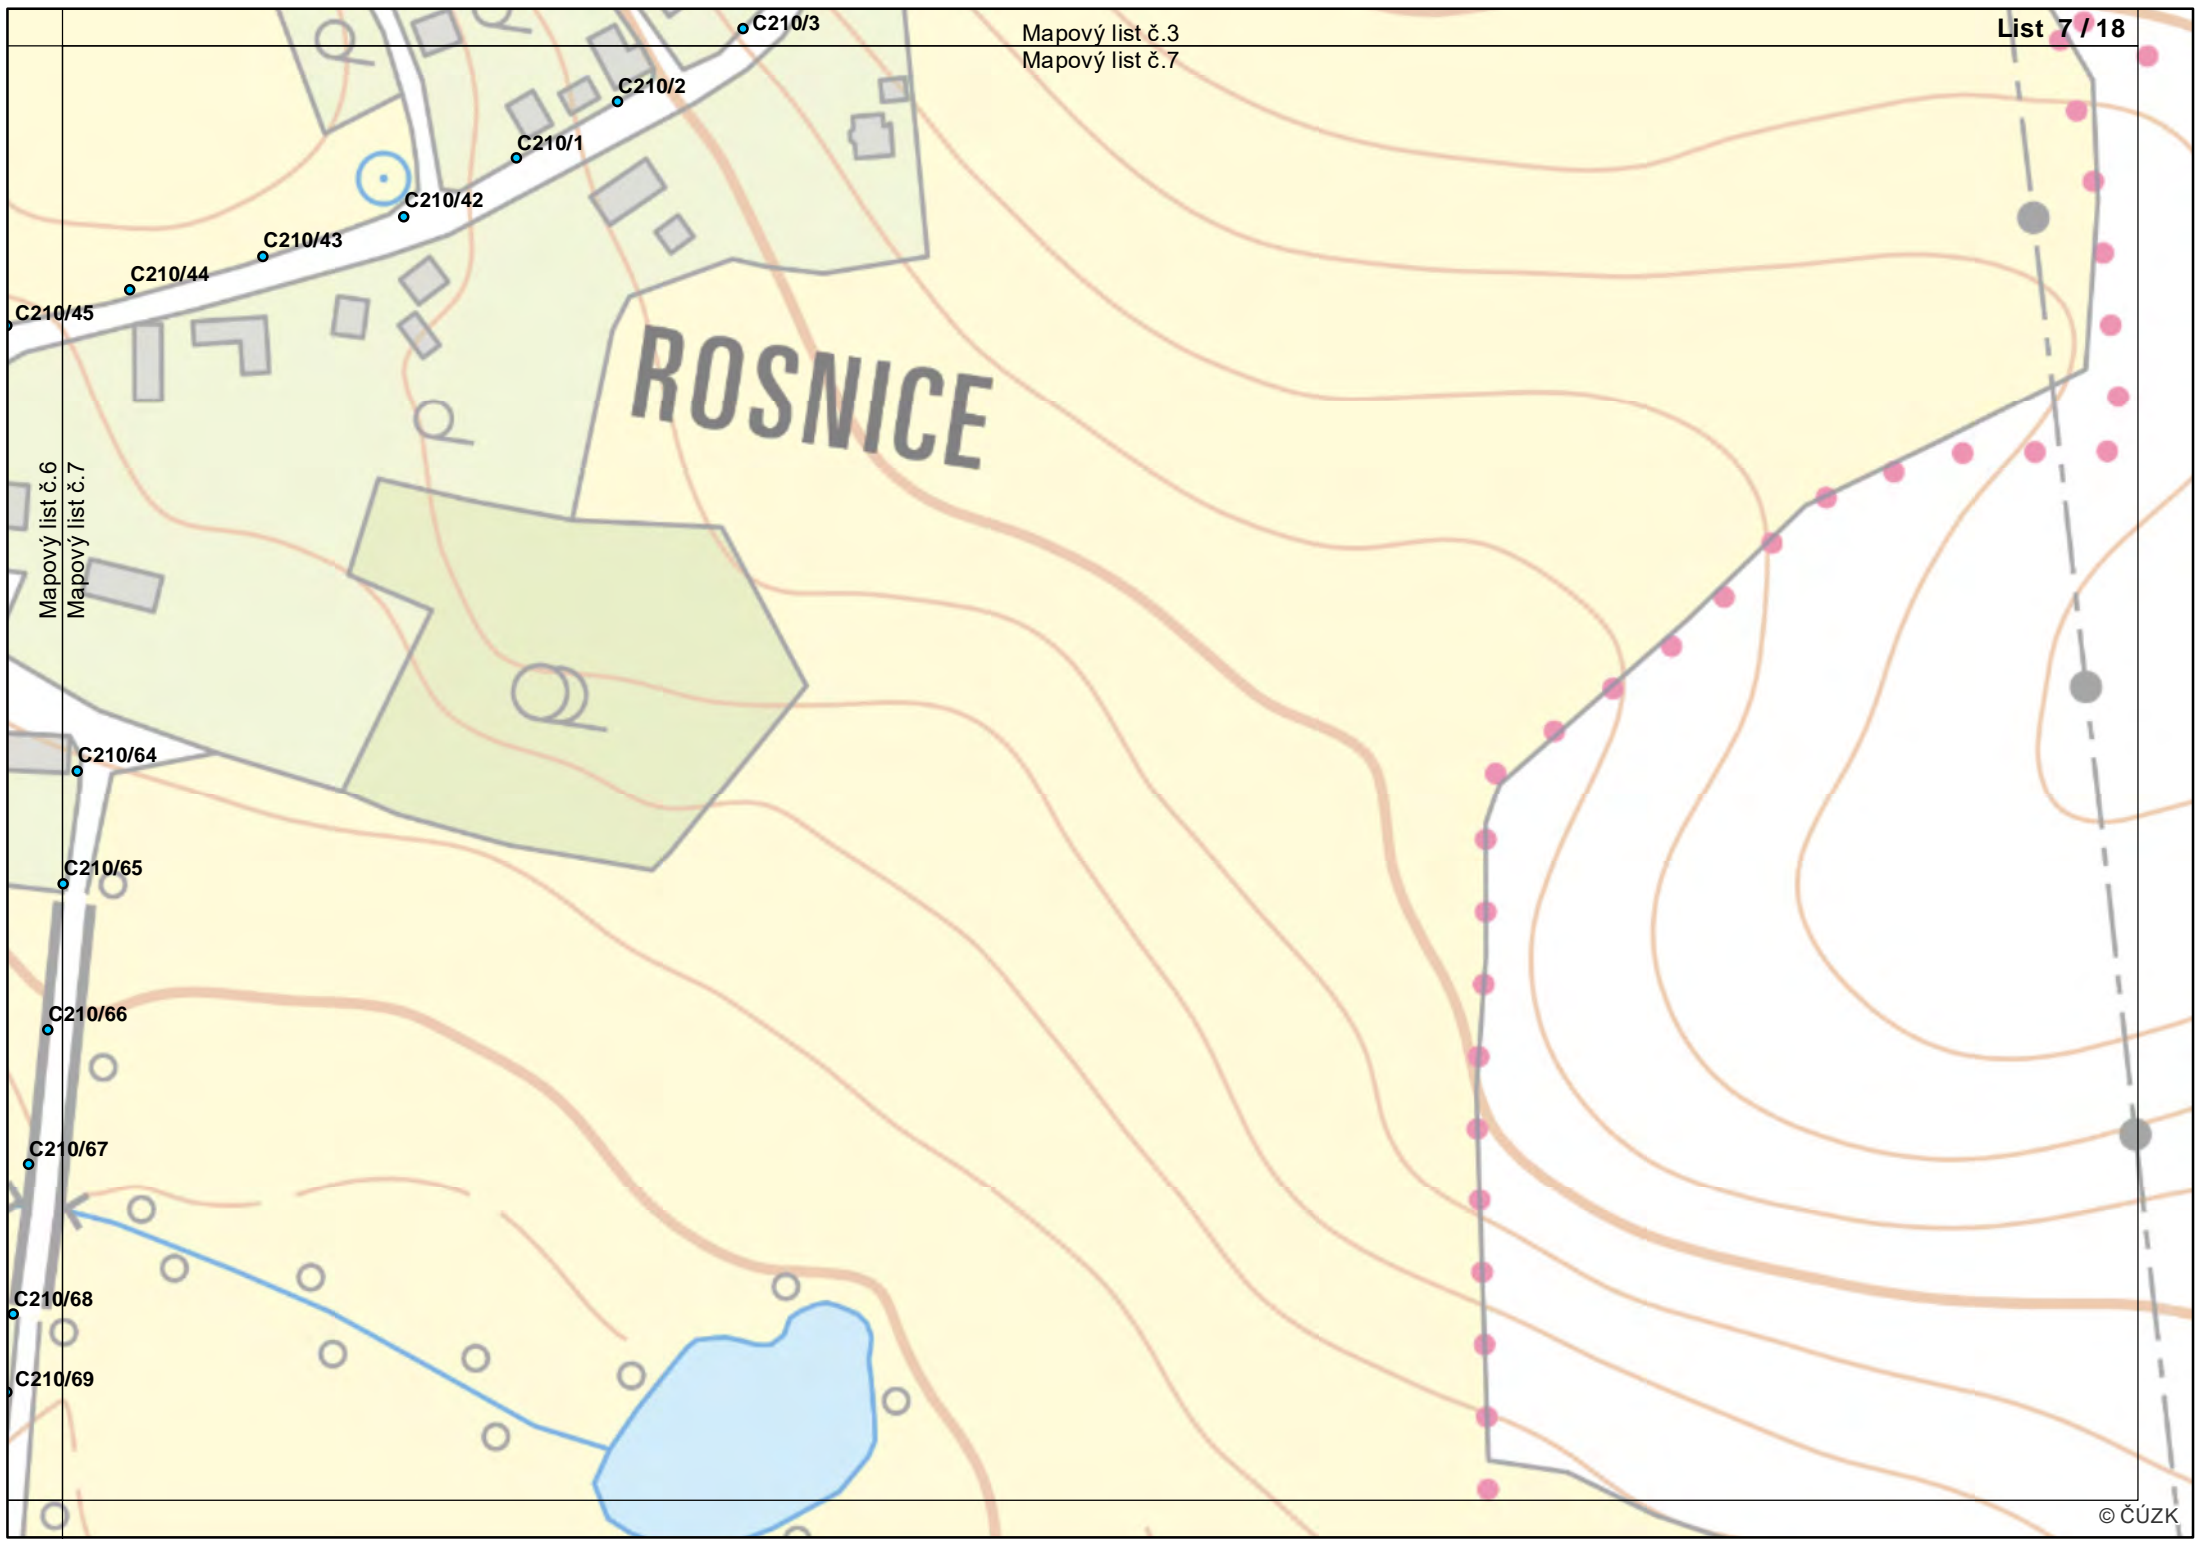 C210/3
Mapový list č.3
List 7 / 18
Mapový list č.7
C210/2
C210/1
C210/42
C210/43
C210/44
C210/45
ROSNICE
Mapový list č.6
Mapový list č.7
C210/64
C210/65
C210/66
C210/67
C210/68
C210/69
© ČÚZK